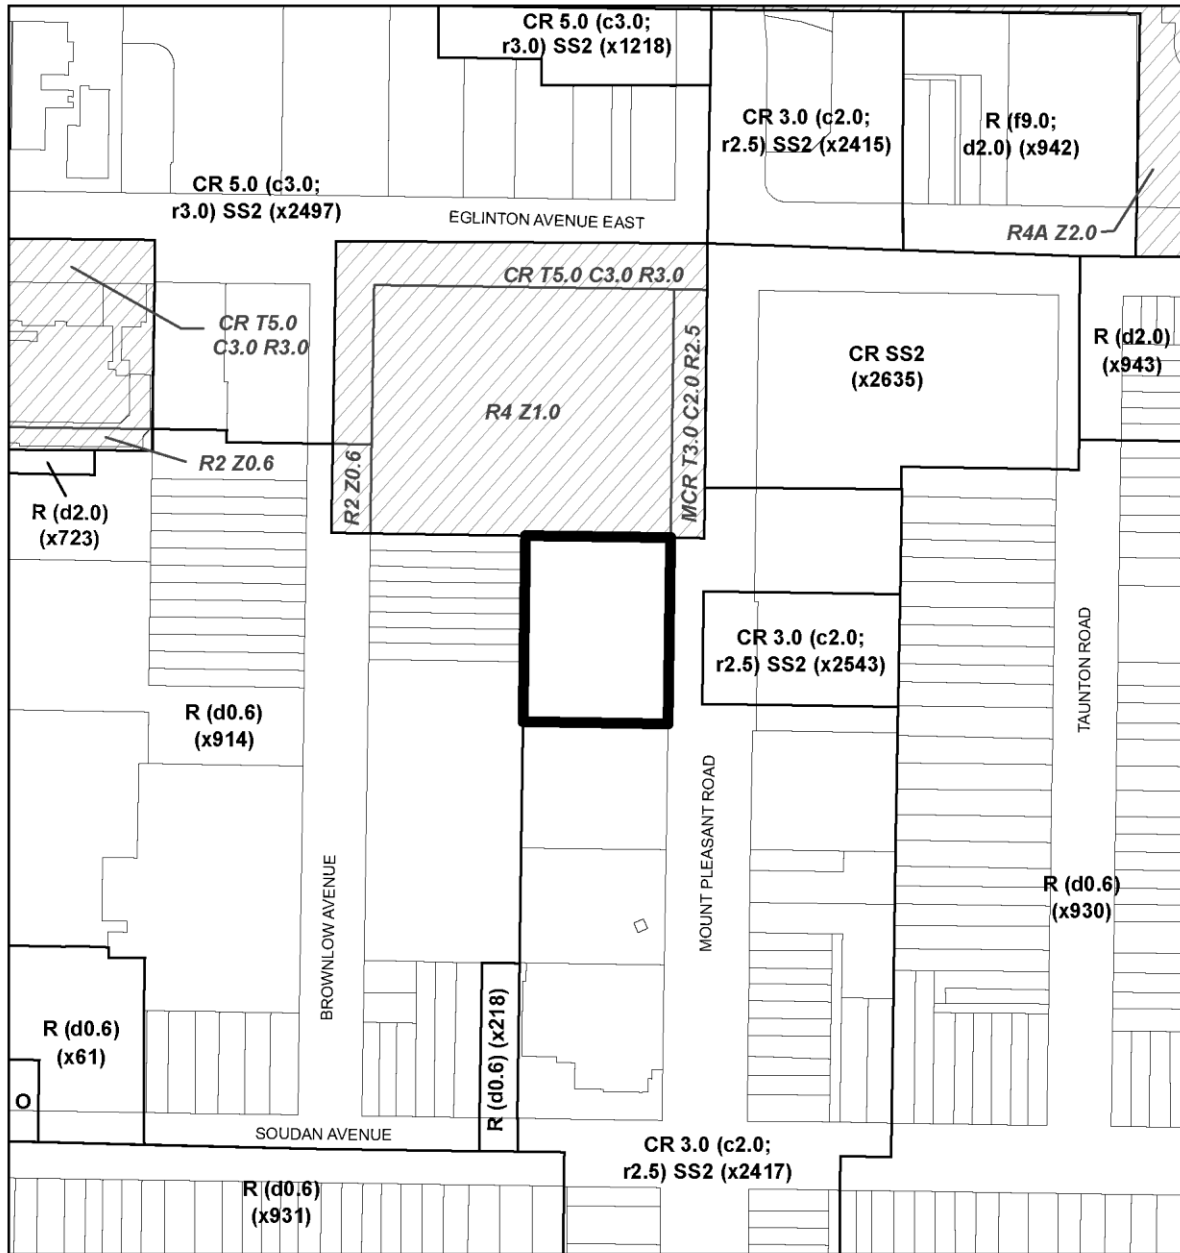 CR 5.0 (c3.0;
r3.0) SS2 (x1218)
CR 3.0 (c2.0;
r2.5) SS2 (x2415)
R (f9.0;
d2.0) (x942)
CR 5.0 (c3.0;
r3.0) SS2 (x2497)
EGLINTON AVENUE EAST
R4A Z2.0
CR T5.0 C3.0 R3.0
CR T5.0
C3.0 R3.0
MCR T3.0 C2.0 R2.5
CR SS2
(x2635)
R (d2.0)
(x943)
R4 Z1.0
R2 Z0.6
R2 Z0.6
R (d2.0)
(x723)
CR 3.0 (c2.0;
r2.5) SS2 (x2543)
TAUNTON ROAD
R (d0.6)
(x914)
MOUNT PLEASANT ROAD
BROWNLOW AVENUE
R (d0.6)
(x930)
R (d0.6)
(x61)
R (d0.6) (x218)
O
SOUDAN AVENUE
CR 3.0 (c2.0;
r2.5) SS2 (x2417)
R (d0.6)
(x931)